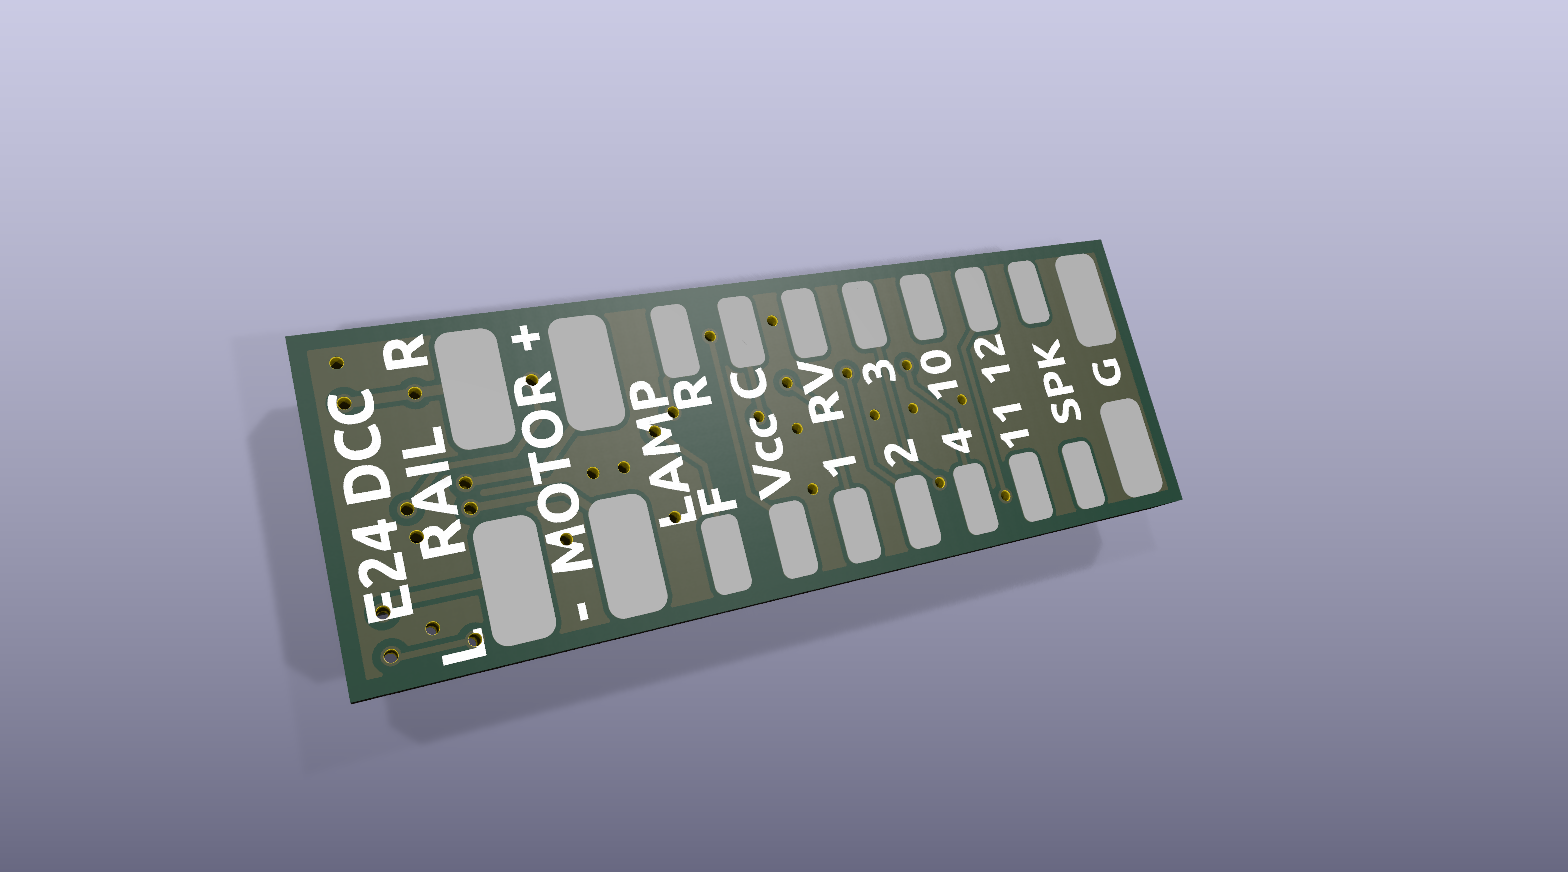 E24 DCC
L RAIL R
- MOTOR +
LAMP
F R
Vcc C
1 RV
2 3
4 10
11 12
SPK
G